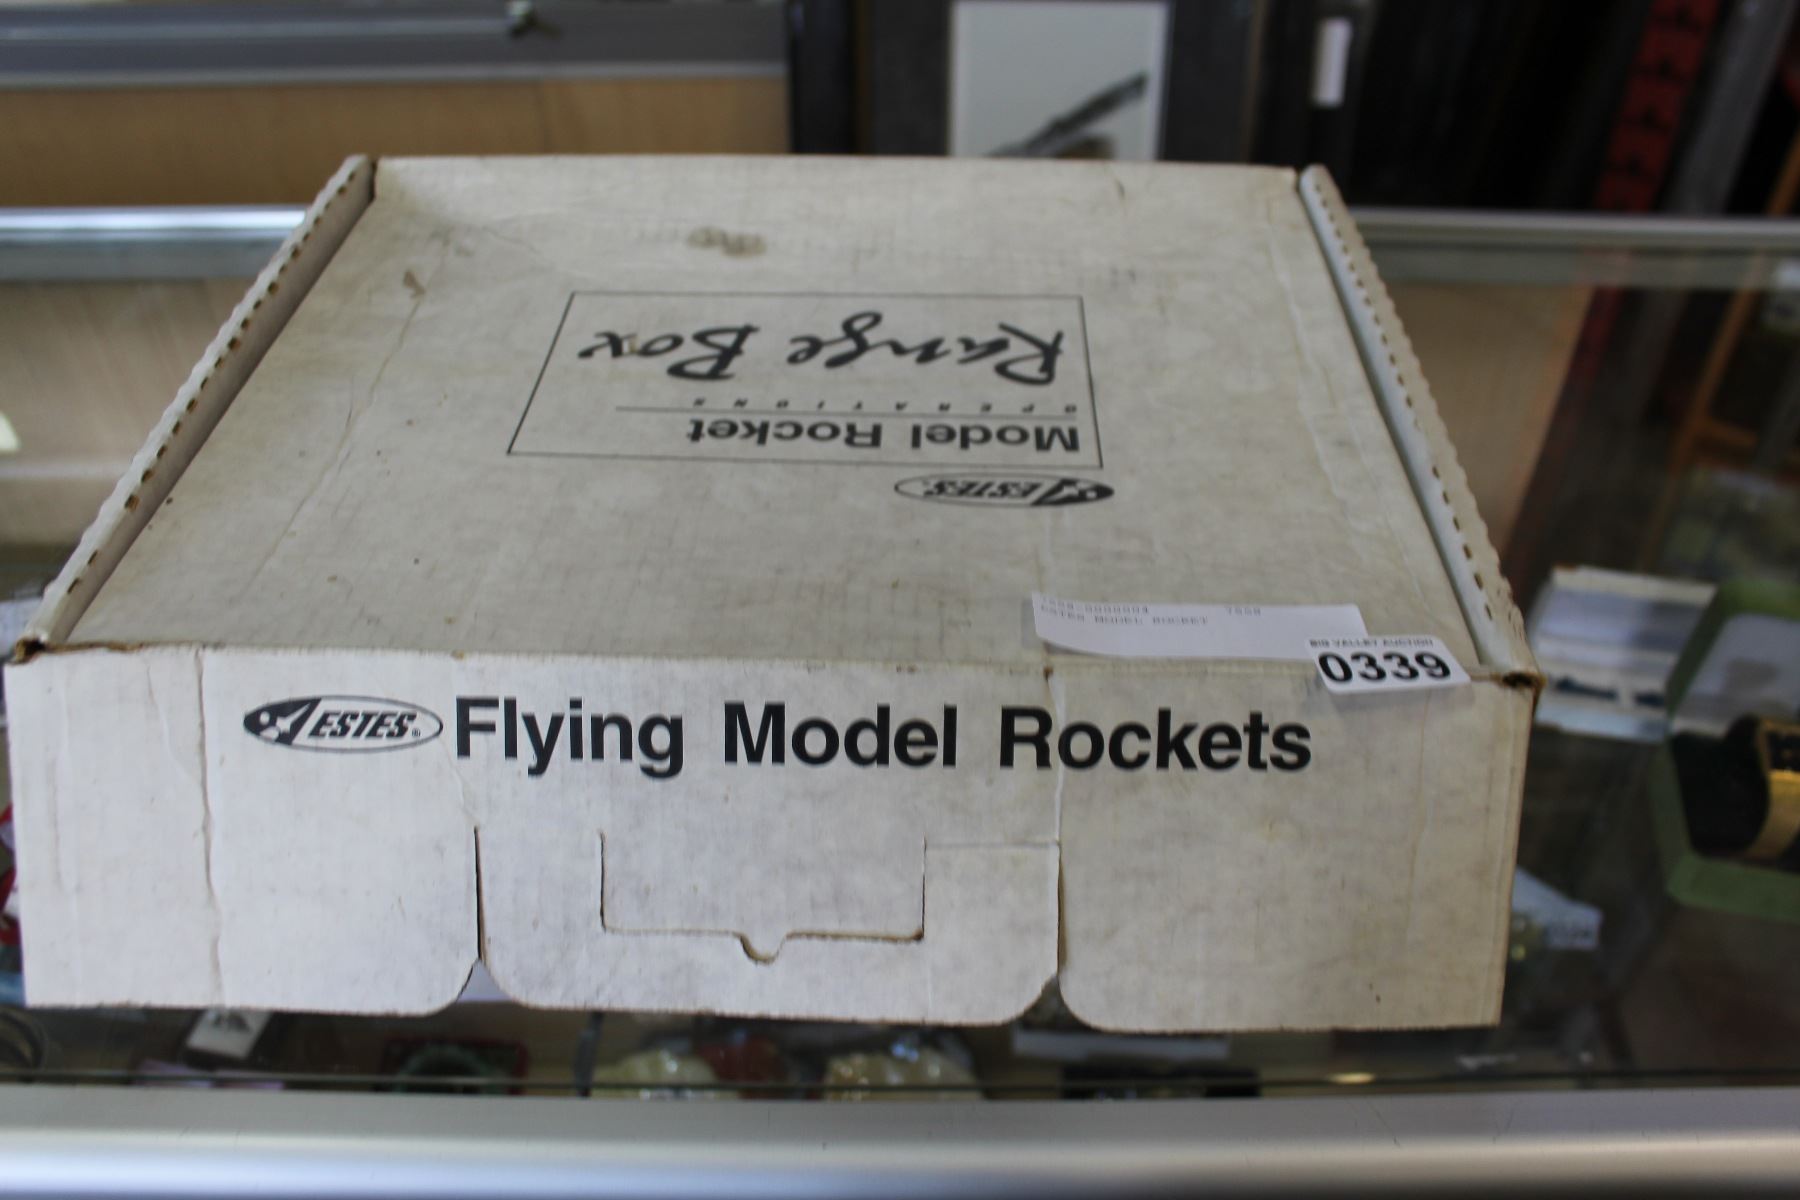 Range Box
OPERATIONS
Model Rocket
ESTES
ESTES MODEL ROCKET
BIG VALLEY AUCTION
0339
ESTES® Flying Model Rockets